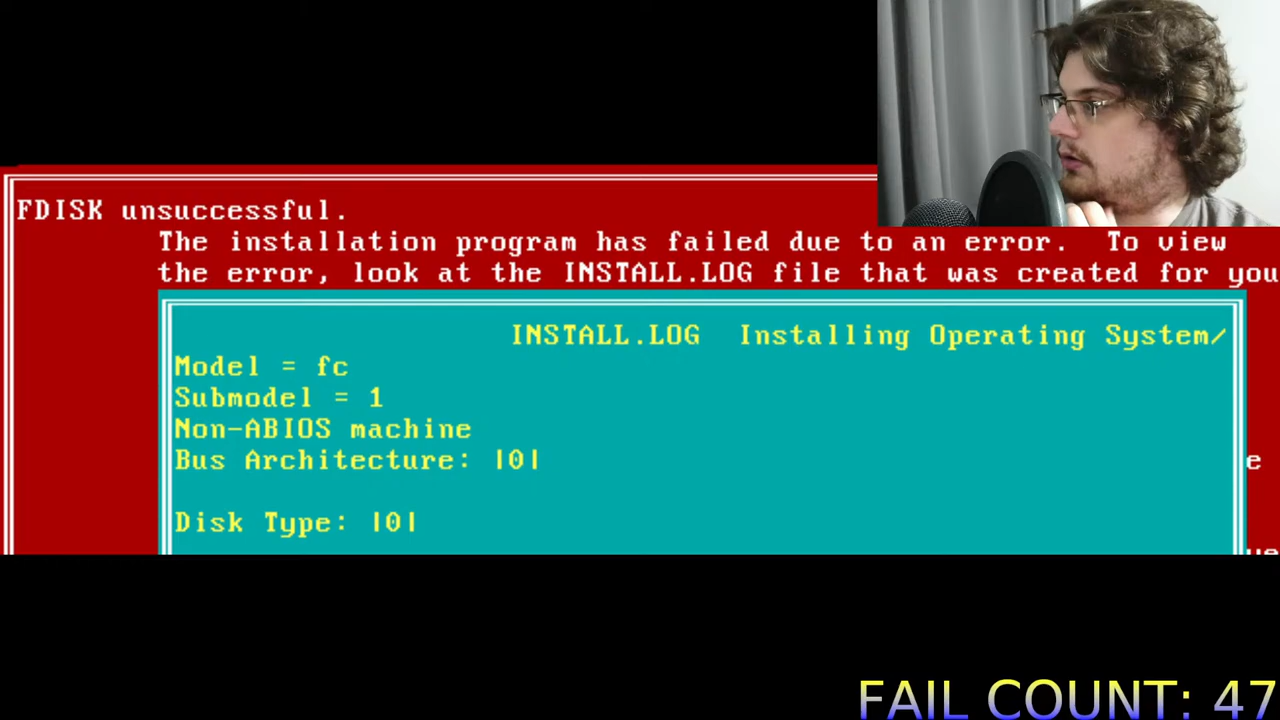 FDISK unsuccessful.
The installation program has failed due to an error.  To view
the error, look at the INSTALL.LOG file that was created for you
INSTALL.LOG  Installing Operating System/
Model = fc
Submodel = 1
Non-ABIOS machine
Bus Architecture: |0|
e
Disk Type: |0|
FAIL COUNT: 47